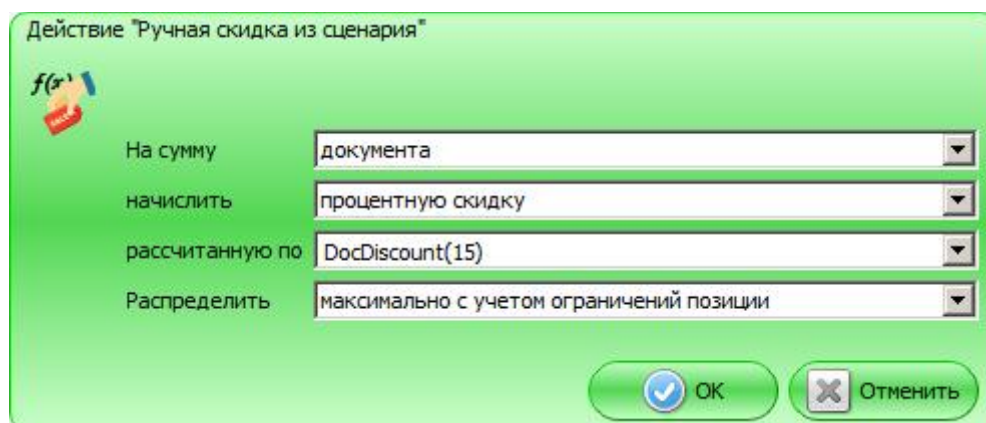 Действие "Ручная скидка из сценария"
f(x)
На сумму документа
начислить процентную скидку
рассчитанную по DocDiscount(15)
Распределить максимально с учетом ограничений позиции
OK Отменить